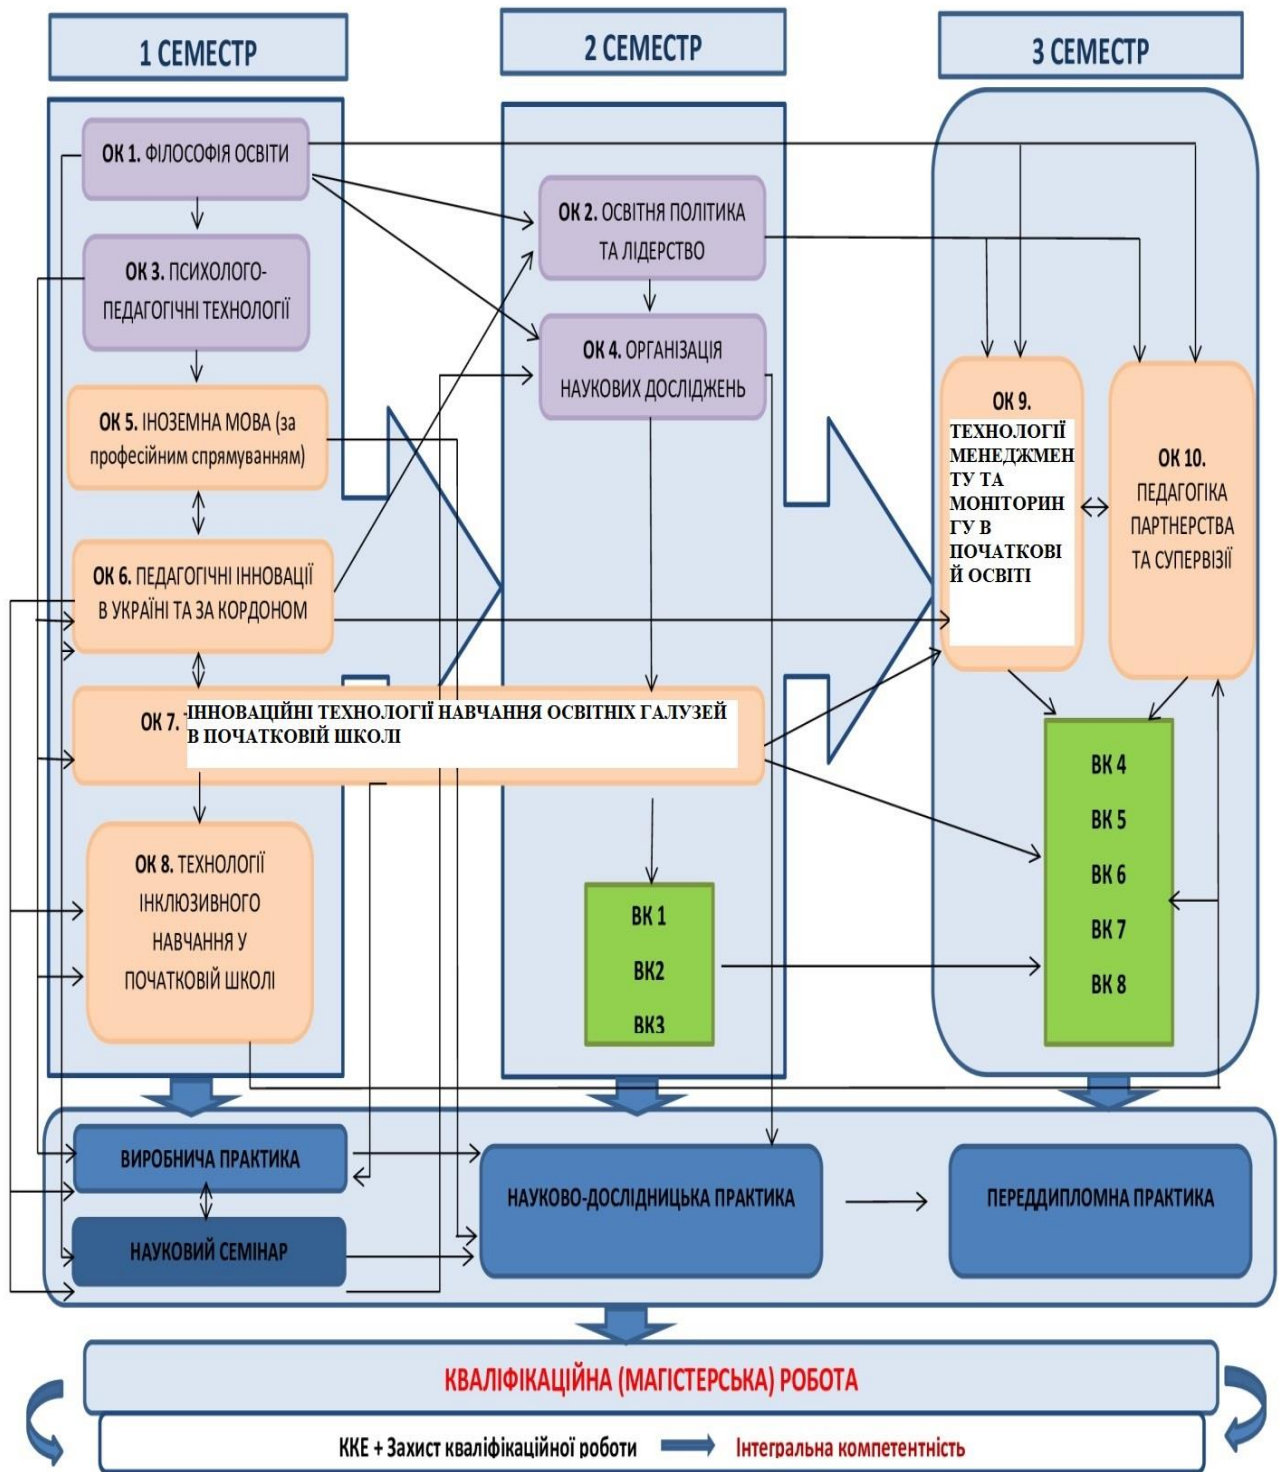 1 СЕМЕСТР
2 СЕМЕСТР
3 СЕМЕСТР
ОК 1. ФІЛОСОФІЯ ОСВІТИ
ОК 3. ПСИХОЛОГО-
ПЕДАГОГІЧНІ ТЕХНОЛОГІЇ
ОК 5. ІНОЗЕМНА МОВА (за
професійним спрямуванням)
ОК 6. ПЕДАГОГІЧНІ ІННОВАЦІЇ
В УКРАЇНІ ТА ЗА КОРДОНОМ
ОК 7.
ІННОВАЦІЙНІ ТЕХНОЛОГІЇ НАВЧАННЯ ОСВІТНІХ ГАЛУЗЕЙ
В ПОЧАТКОВІЙ ШКОЛІ
ОК 8. ТЕХНОЛОГІЇ
ІНКЛЮЗИВНОГО
НАВЧАННЯ У
ПОЧАТКОВІЙ ШКОЛІ
ОК 2. ОСВІТНЯ ПОЛІТИКА
ТА ЛІДЕРСТВО
ОК 4. ОРГАНІЗАЦІЯ
НАУКОВИХ ДОСЛІДЖЕНЬ
ВК 1
ВК2
ВК3
ОК 9.
ТЕХНОЛОГІЇ
МЕНЕДЖМЕН
ТУ ТА
МОНІТОРИН
ГУ В
ПОЧАТКОВІ
Й ОСВІТІ
ОК 10.
ПЕДАГОГІКА
ПАРТНЕРСТВА
ТА СУПЕРВІЗІЇ
ВК 4
ВК 5
ВК 6
ВК 7
ВК 8
ВИРОБНИЧА ПРАКТИКА
НАУКОВИЙ СЕМІНАР
НАУКОВО-ДОСЛІДНИЦЬКА ПРАКТИКА
ПЕРЕДДИПЛОМНА ПРАКТИКА
КВАЛІФІКАЦІЙНА (МАГІСТЕРСЬКА) РОБОТА
ККЕ + Захист кваліфікаційної роботи
Інтегральна компетентність